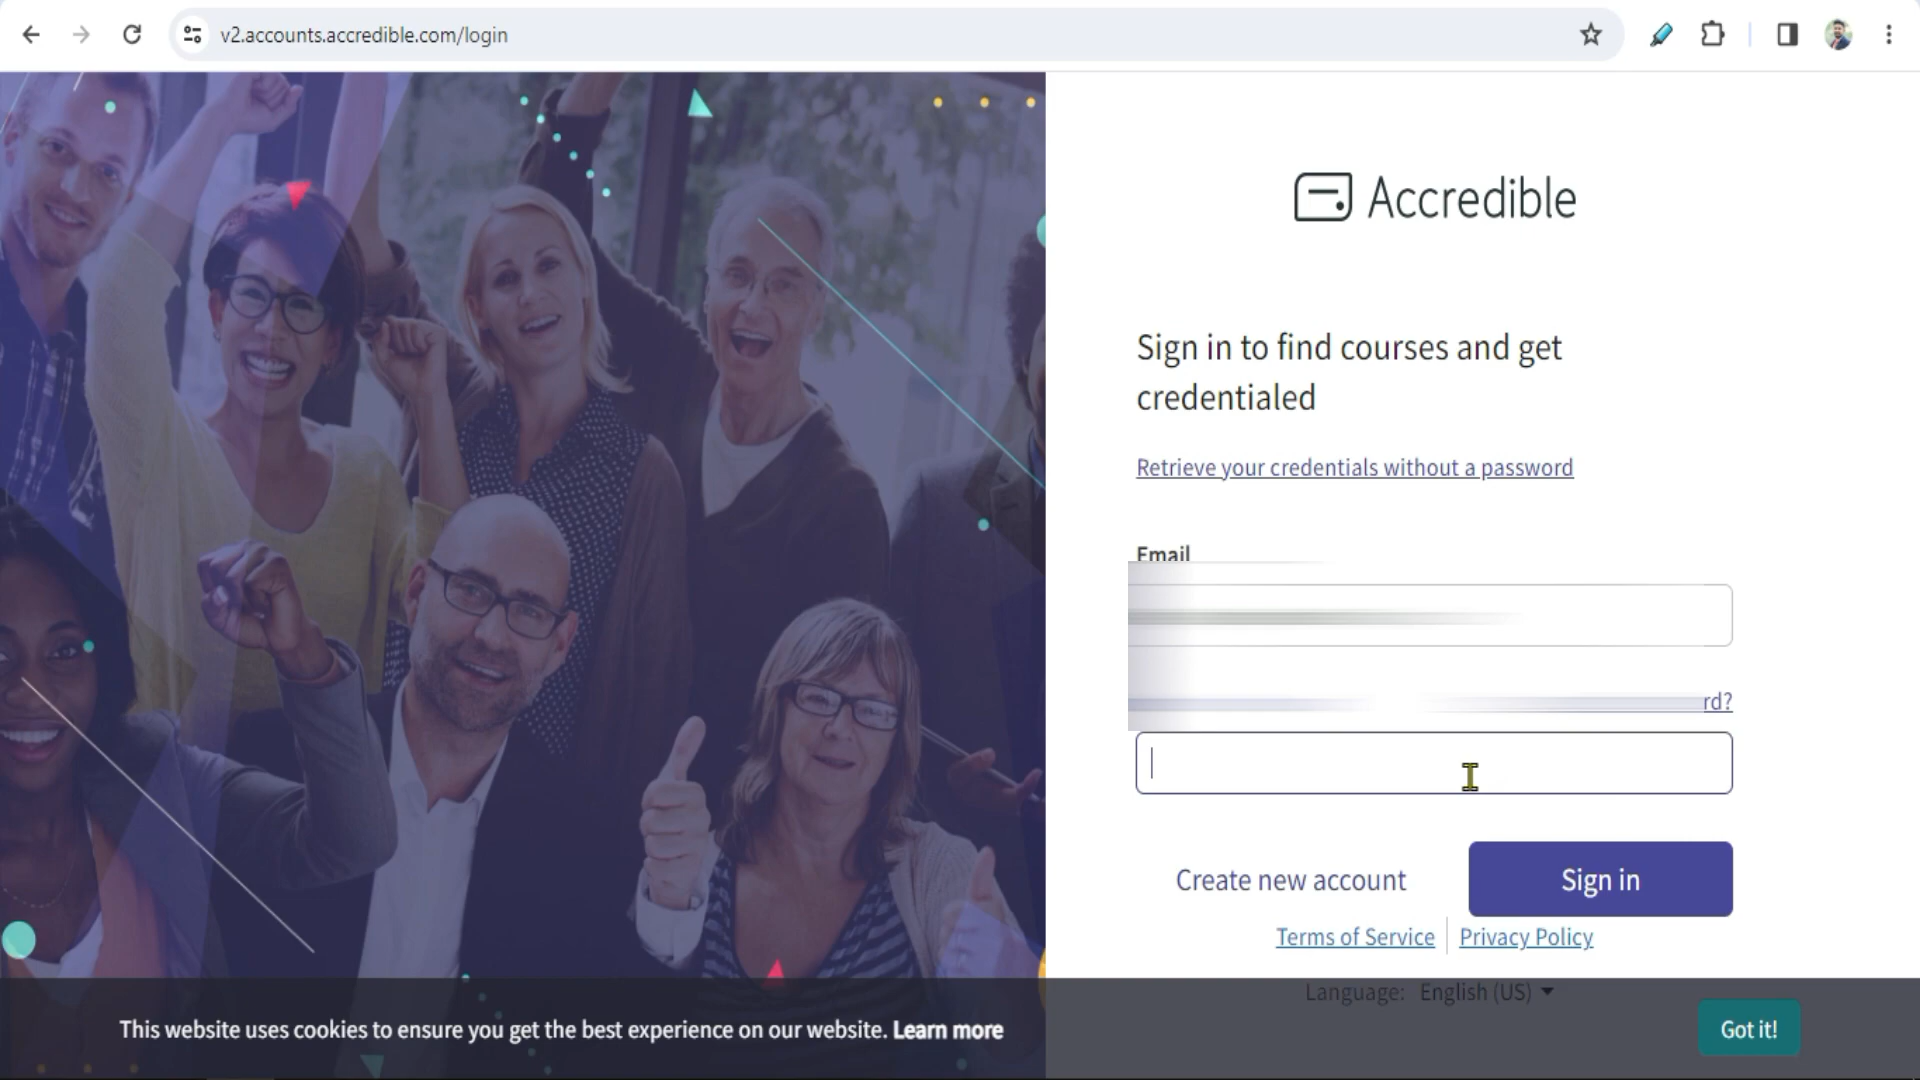 v2.accounts.accredible.com/login
Accredible
Sign in to find courses and get
credentialed
Retrieve your credentials without a password
Email
rd?
Create new account
Sign in
Terms of Service
Privacy Policy
Language: English (US)
This website uses cookies to ensure you get the best experience on our website. Learn more
Got it!